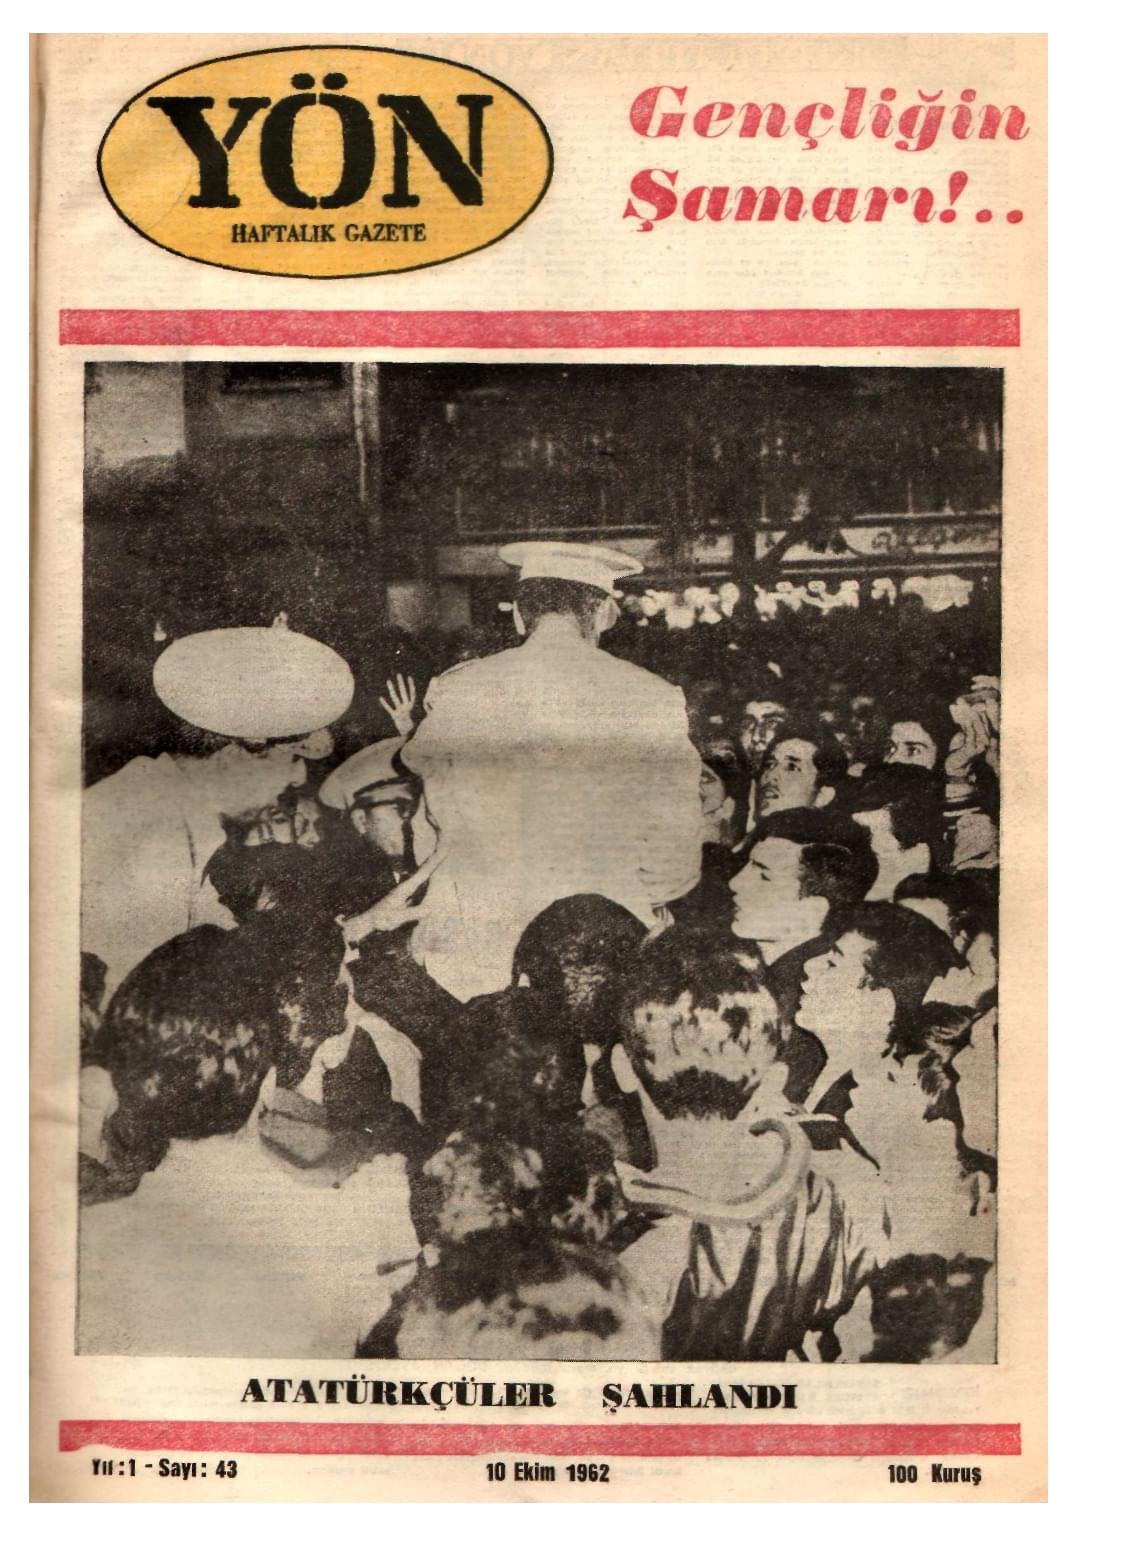 YÖN
HAFTALIK GAZETE
Gençliğin
Şamarı!..
ATATÜRKÇÜLER ŞAHLANDI
Yıl:1 - Sayı: 43
10 Ekim 1962
100 Kuruş